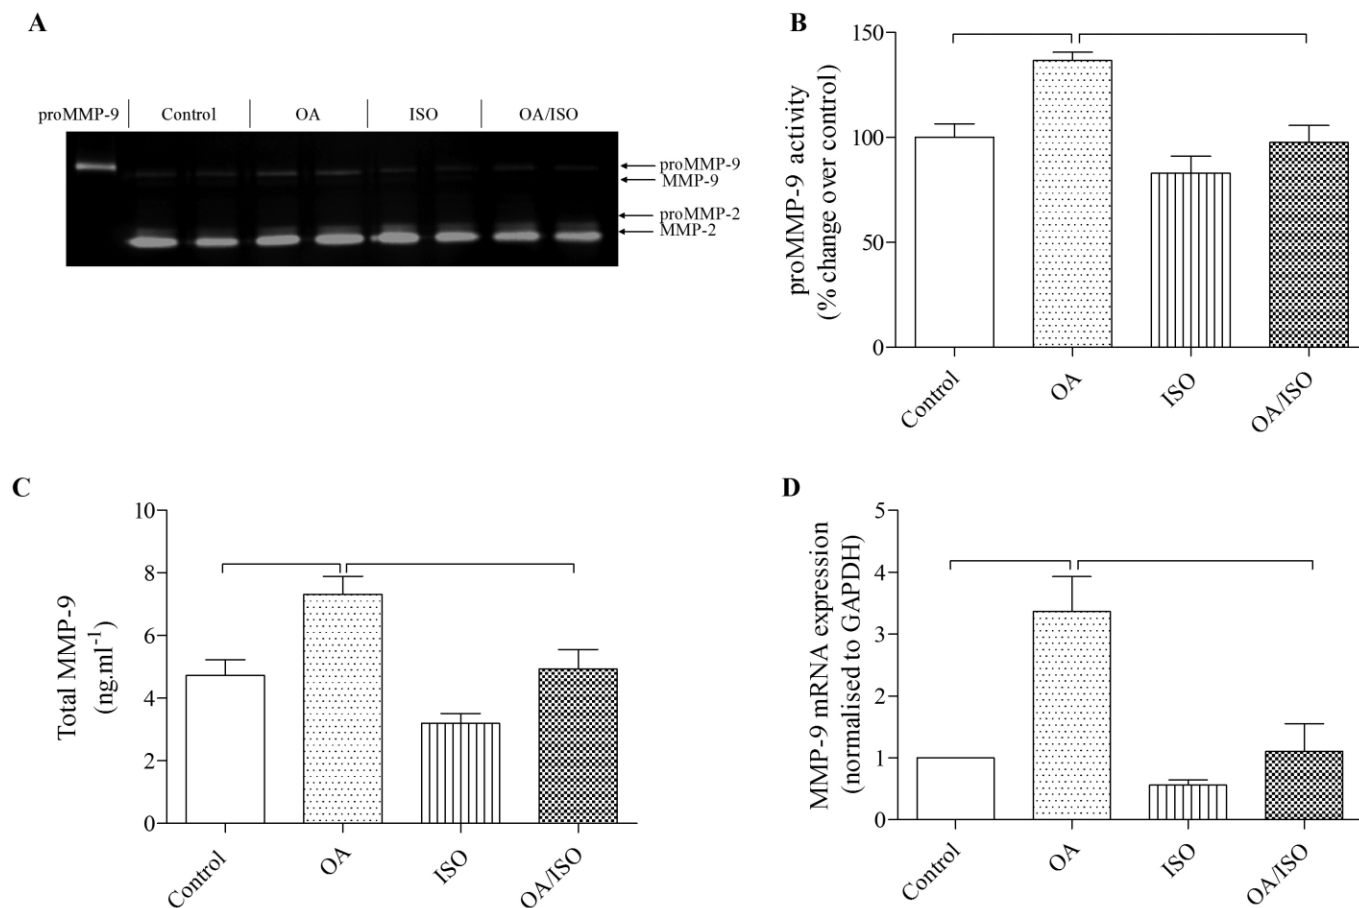 A
proMMP-9 Control OA ISO OA/ISO
proMMP-9
MMP-9
proMMP-2
MMP-2
B
proMMP-9 activity
(% change over control)
150
100
50
0
Control OA ISO OA/ISO
C
Total MMP-9
(ng.ml⁻¹)
10
8
6
4
2
0
Control OA ISO OA/ISO
D
MMP-9 mRNA expression
(normalised to GAPDH)
5
4
3
2
1
0
Control OA ISO OA/ISO